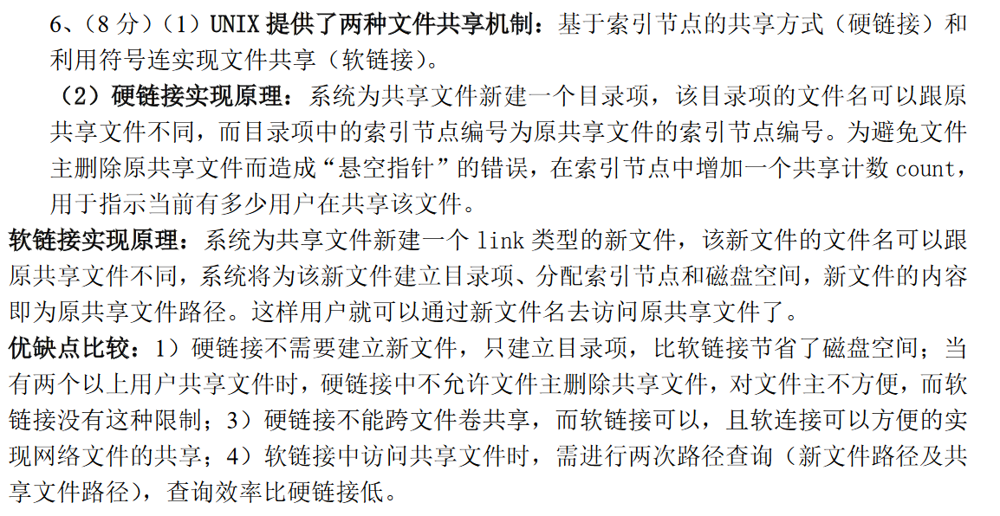 6、（8 分）（1）UNIX 提供了两种文件共享机制：基于索引节点的共享方式（硬链接）和
利用符号连实现文件共享（软链接）。
（2）硬链接实现原理：系统为共享文件新建一个目录项，该目录项的文件名可以跟原
共享文件不同，而目录项中的索引节点编号为原共享文件的索引节点编号。为避免文件
主删除原共享文件而造成“悬空指针”的错误，在索引节点中增加一个共享计数 count，
用于指示当前有多少用户在共享该文件。
软链接实现原理：系统为共享文件新建一个 link 类型的新文件，该新文件的文件名可以跟
原共享文件不同，系统将为该新文件建立目录项、分配索引节点和磁盘空间，新文件的内容
即为原共享文件路径。这样用户就可以通过新文件名去访问原共享文件了。
优缺点比较：1）硬链接不需要建立新文件，只建立目录项，比软链接节省了磁盘空间；当
有两个以上用户共享文件时，硬链接中不允许文件主删除共享文件，对文件主不方便，而软
链接没有这种限制；3）硬链接不能跨文件卷共享，而软链接可以，且软连接可以方便的实
现网络文件的共享；4）软链接中访问共享文件时，需进行两次路径查询（新文件路径及共
享文件路径），查询效率比硬链接低。